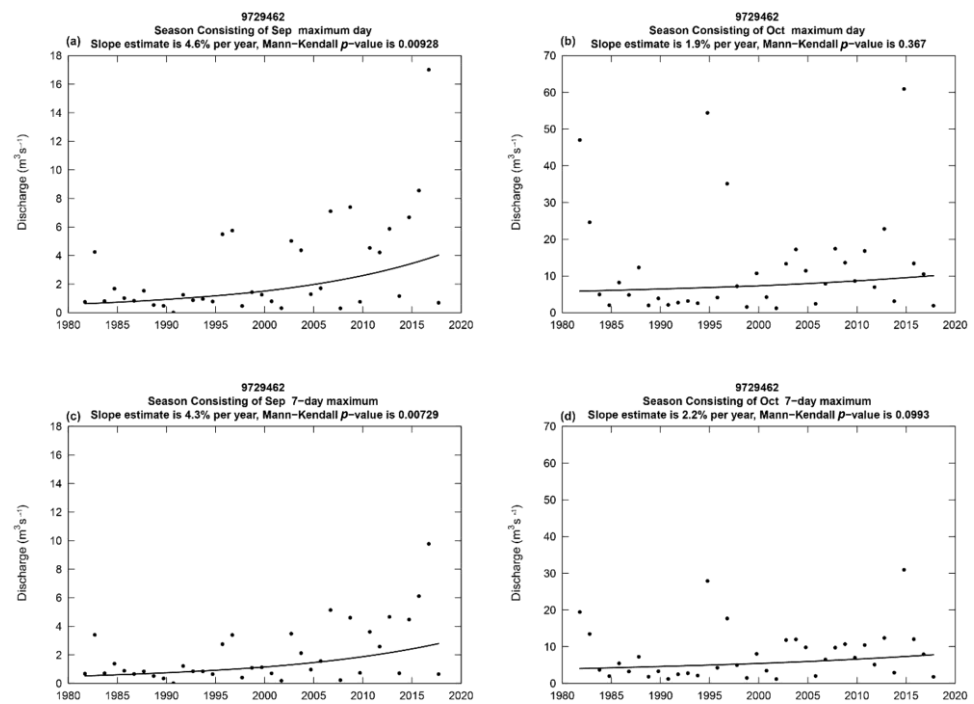 9729462
Season Consisting of Sep maximum day
(a) Slope estimate is 4.6% per year, Mann−Kendall p−value is 0.00928
18
16
14
12
10
8
6
4
2
0
Discharge (m³ s⁻¹)
1980 1985 1990 1995 2000 2005 2010 2015 2020
9729462
Season Consisting of Oct maximum day
(b) Slope estimate is 1.9% per year, Mann−Kendall p−value is 0.367
70
60
50
40
30
20
10
0
Discharge (m³ s⁻¹)
1980 1985 1990 1995 2000 2005 2010 2015 2020
9729462
Season Consisting of Sep 7−day maximum
(c) Slope estimate is 4.3% per year, Mann−Kendall p−value is 0.00729
18
16
14
12
10
8
6
4
2
0
Discharge (m³ s⁻¹)
1980 1985 1990 1995 2000 2005 2010 2015 2020
9729462
Season Consisting of Oct 7−day maximum
(d) Slope estimate is 2.2% per year, Mann−Kendall p−value is 0.0993
70
60
50
40
30
20
10
0
Discharge (m³ s⁻¹)
1980 1985 1990 1995 2000 2005 2010 2015 2020